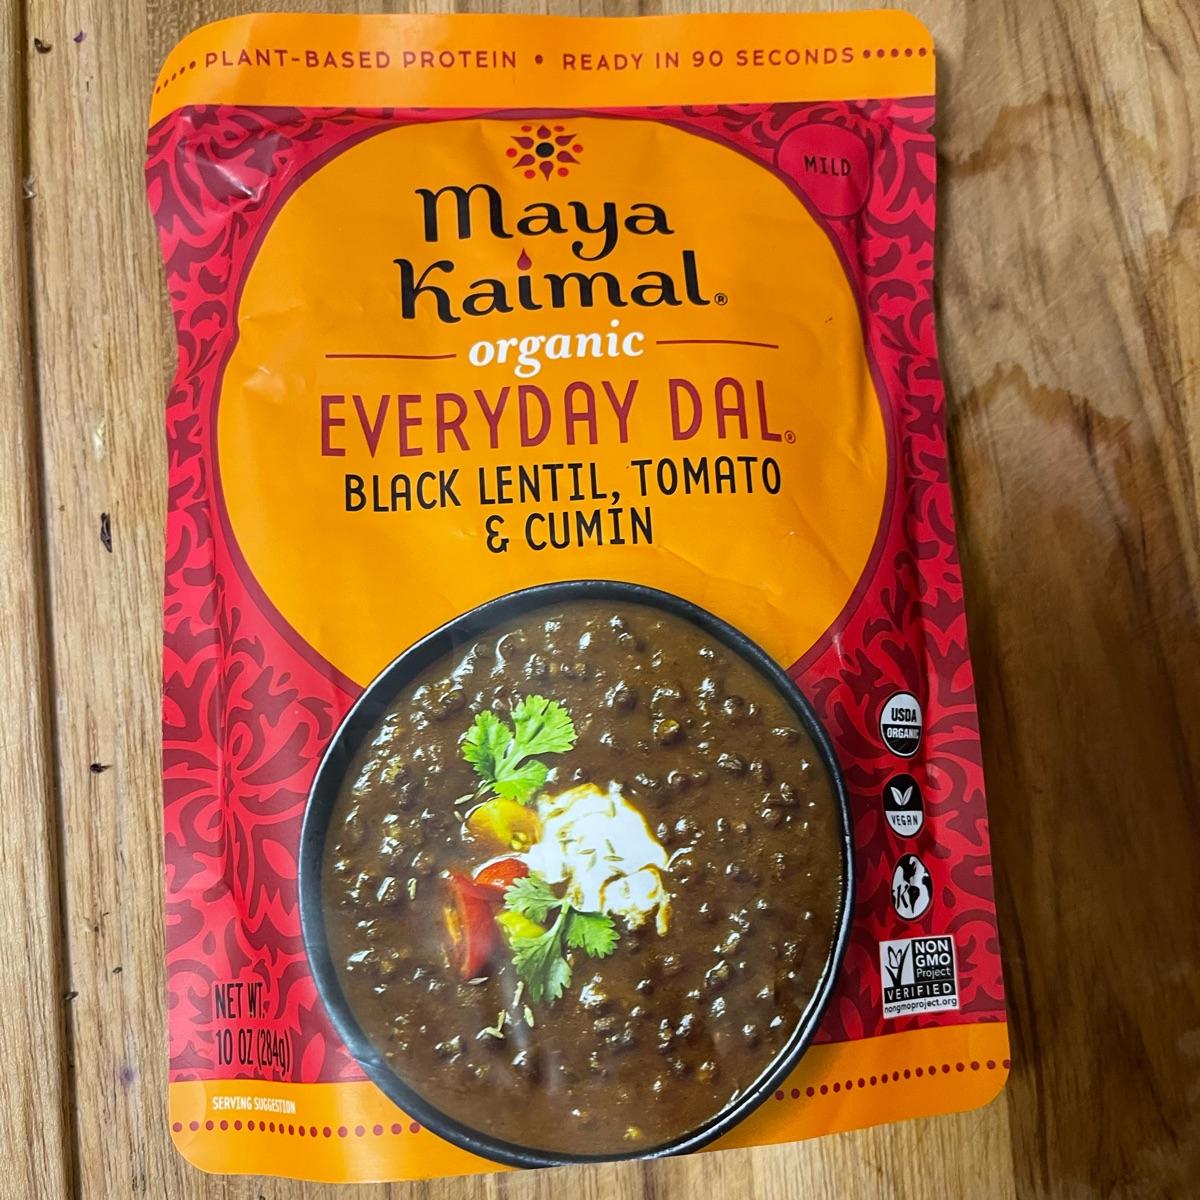 PLANT-BASED PROTEIN • READY IN 90 SECONDS
MILD
Maya
Kaimal®
organic
EVERYDAY DAL®
BLACK LENTIL, TOMATO
& CUMIN
USDA
ORGANIC
VEGAN
K
NON
GMO
Project
VERIFIED
nongmoproject.org
NET WT.
10 OZ (284g)
SERVING SUGGESTION